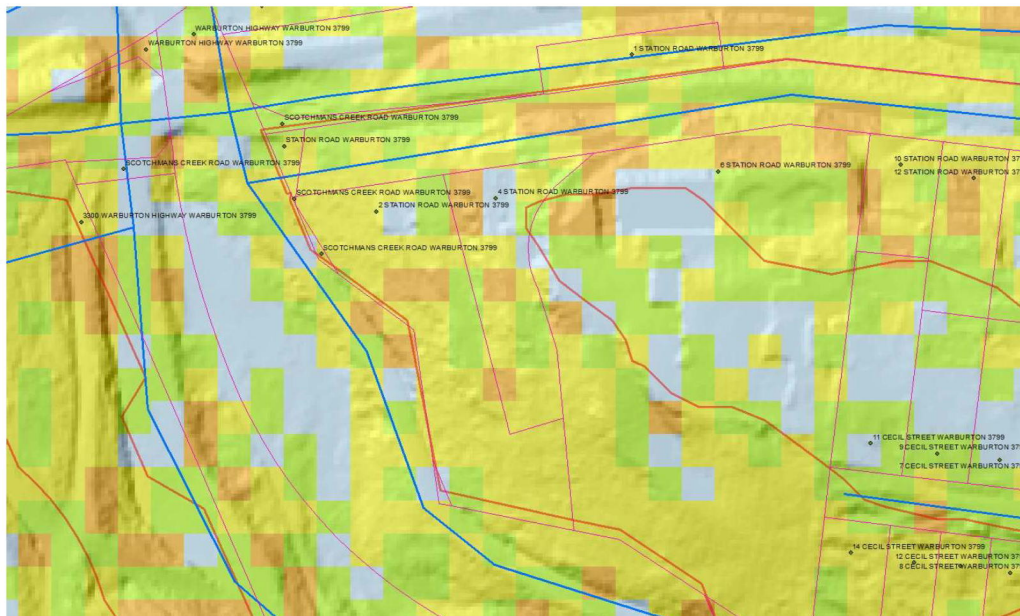 WARBURTON HIGHWAY WARBURTON 3799
WARBURTON HIGHWAY WARBURTON 3799
1 STATION ROAD WARBURTON 3799
SCOTCHMANS CREEK ROAD WARBURTON 3799
STATION ROAD WARBURTON 3799
SCOTCHMANS CREEK ROAD WARBURTON 3799
6 STATION ROAD WARBURTON 3799
10 STATION ROAD WARBURTON 37
12 STATION ROAD WARBURTON 37
SCOTCHMANS CREEK ROAD WARBURTON 3799
4 STATION ROAD WARBURTON 3799
2 STATION ROAD WARBURTON 3799
3300 WARBURTON HIGHWAY WARBURTON 3799
SCOTCHMANS CREEK ROAD WARBURTON 3799
11 CECIL STREET WARBURTON 3799
9 CECIL STREET WARBURTON 379
7 CECIL STREET WARBURTON 379
14 CECIL STREET WARBURTON 3799
12 CECIL STREET WARBURTON 37
8 CECIL STREET WARBURTON 379